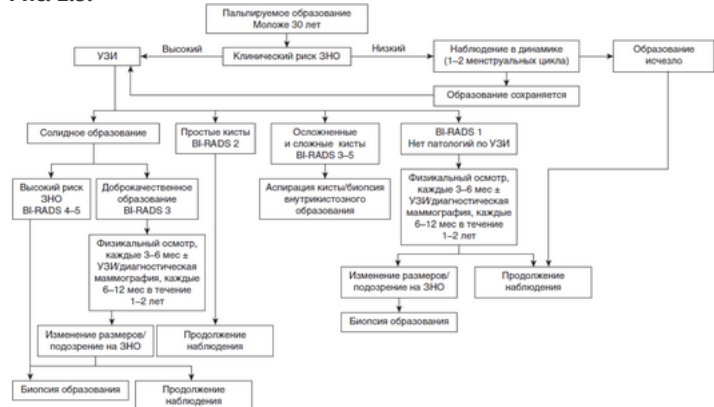 Пальпируемое образование
Моложе 30 лет
УЗИ
Высокий
Клинический риск ЗНО
Низкий
Наблюдение в динамике
(1–2 менструальных цикла)
Образование
исчезло
Образование сохраняется
Солидное образование
Простые кисты
BI-RADS 2
Осложненные
и сложные кисты
BI-RADS 3–5
BI-RADS 1
Нет патологий по УЗИ
Высокий риск
ЗНО
BI-RADS 4–5
Доброкачественное
образование
BI-RADS 3
Аспирация кисты/биопсия
внутрикистозного
образования
Физикальный осмотр,
каждые 3–6 мес ±
УЗИ/диагностическая
маммография, каждые
6–12 мес в течение
1–2 лет
Физикальный осмотр,
каждые 3–6 мес ±
УЗИ/диагностическая
маммография, каждые
6–12 мес в течение
1–2 лет
Изменение размеров/
подозрение на ЗНО
Продолжение
наблюдения
Биопсия образования
Изменение размеров/
подозрение на ЗНО
Продолжение
наблюдения
Биопсия образования
Продолжение
наблюдения